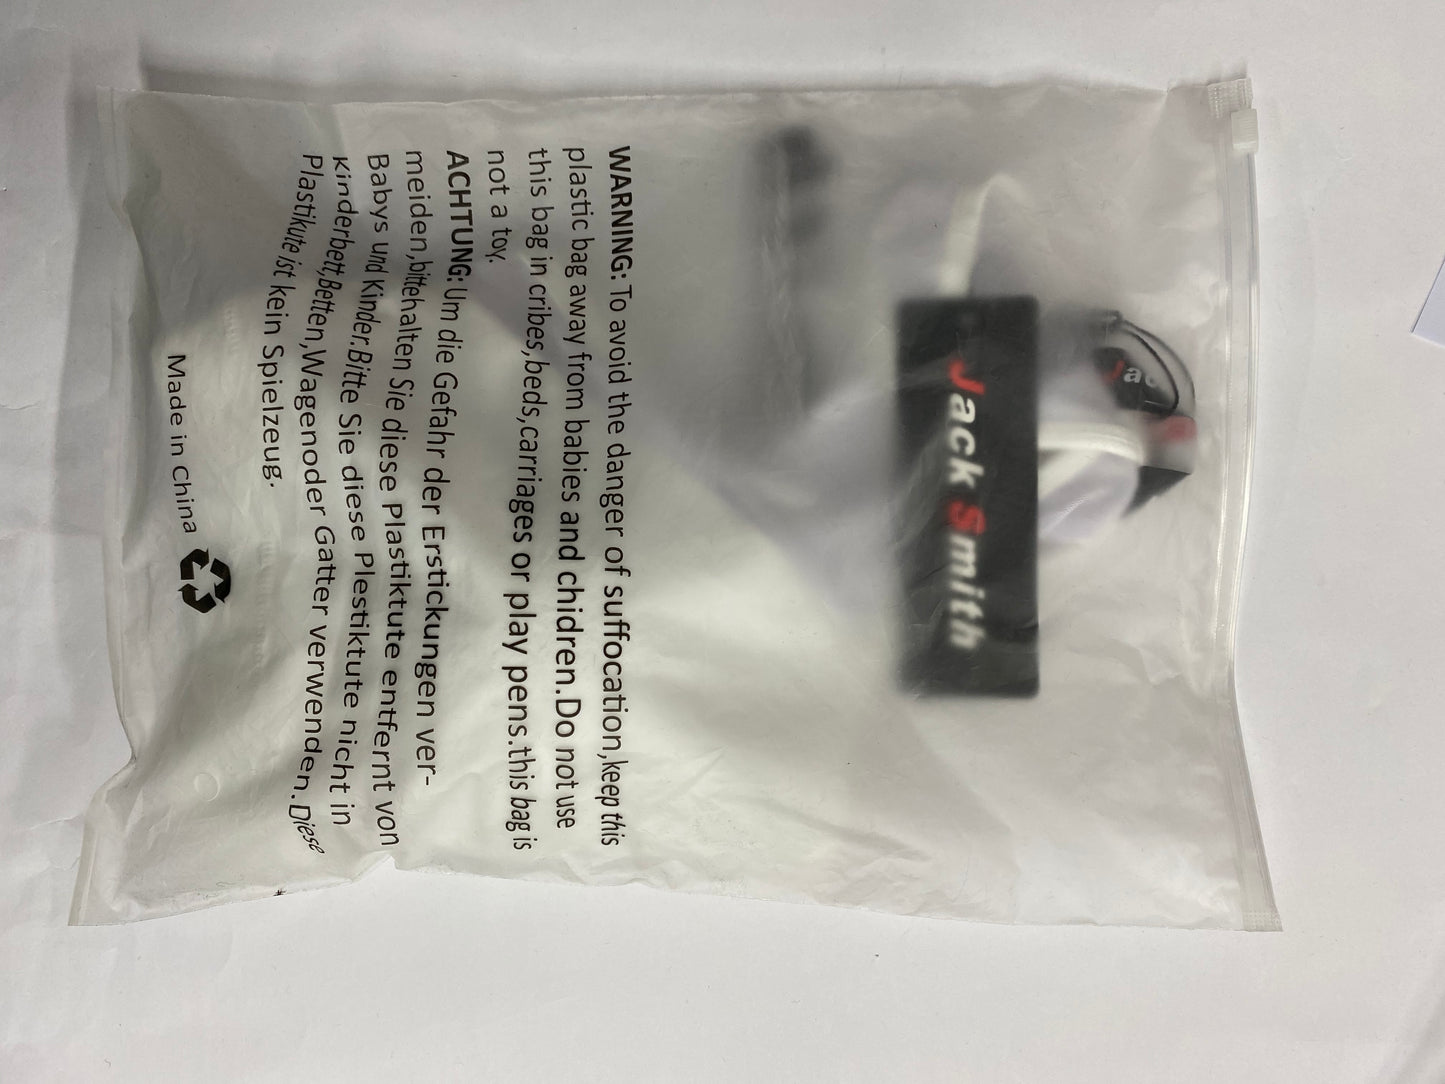 Jack Smith
Jac
WARNING: To avoid the danger of suffocation,keep this
plastic bag away from babies and chidren.Do not use
this bag in cribes,beds,carriages or play pens.this bag is
not a toy.
ACHTUNG: Um die Gefahr der Erstickungen ver-
meiden,bittehalten Sie diese Plastiktute entfernt von
Babys und Kinder.Bitte Sie diese Plestiktute nicht in
Kinderbett,Betten,Wagenoder Gatter verwenden.Diese
Plastikute ist kein Spielzeug.
Made in China